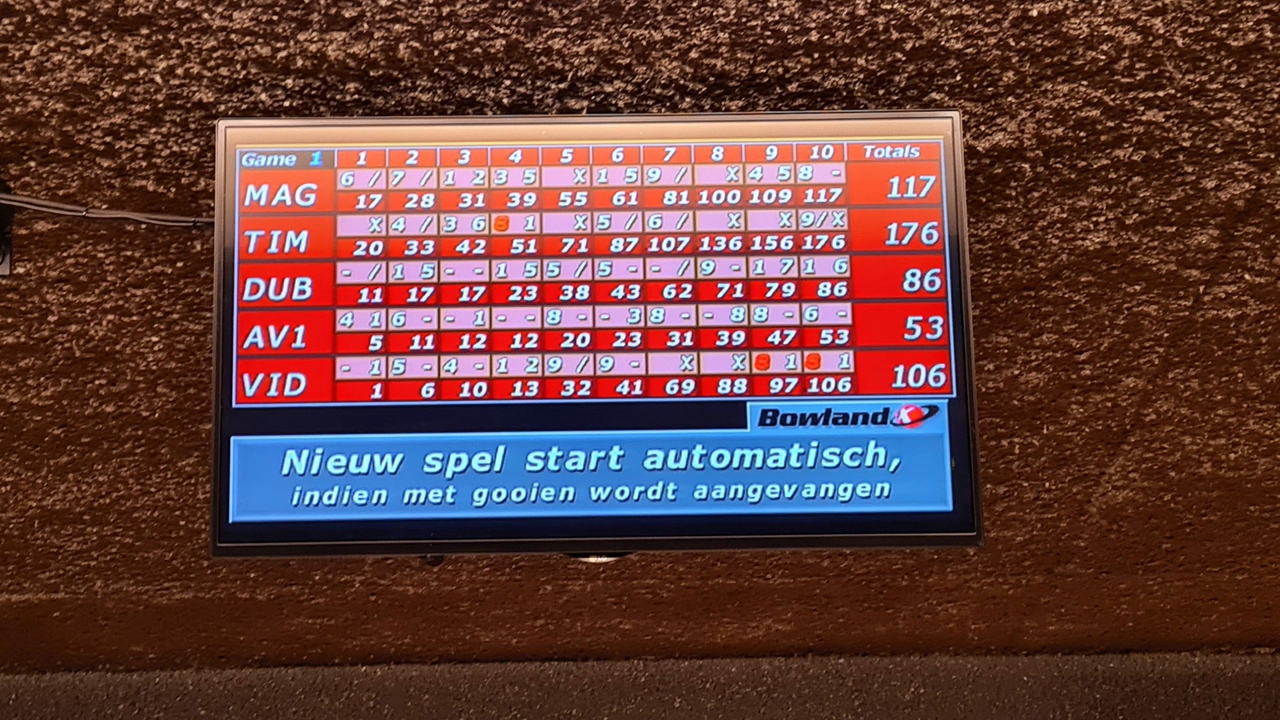 Game 1 1 2 3 4 5 6 7 8 9 10 Totals
6 / 7 / 1 2 3 5 X 1 5 9 / X 4 5 8 -
MAG 17 28 31 39 55 61 81 100 109 117 117
X 4 / 3 6 8 1 X 5 / 6 / X X 9/X
TIM 20 33 42 51 71 87 107 136 156 176 176
- / 1 5 - - 1 5 5 / 5 - - / 9 - 1 7 1 6
DUB 11 17 17 23 38 43 62 71 79 86 86
4 1 6 - - 1 - - 8 - - 3 8 - - 8 8 - 6 -
AV1 5 11 12 12 20 23 31 39 47 53 53
- 1 5 - 4 - 1 2 9 / 9 - X X 8 1 8 1
VID 1 6 10 13 32 41 69 88 97 106 106
Bowland
Nieuw spel start automatisch,
indien met gooien wordt aangevangen